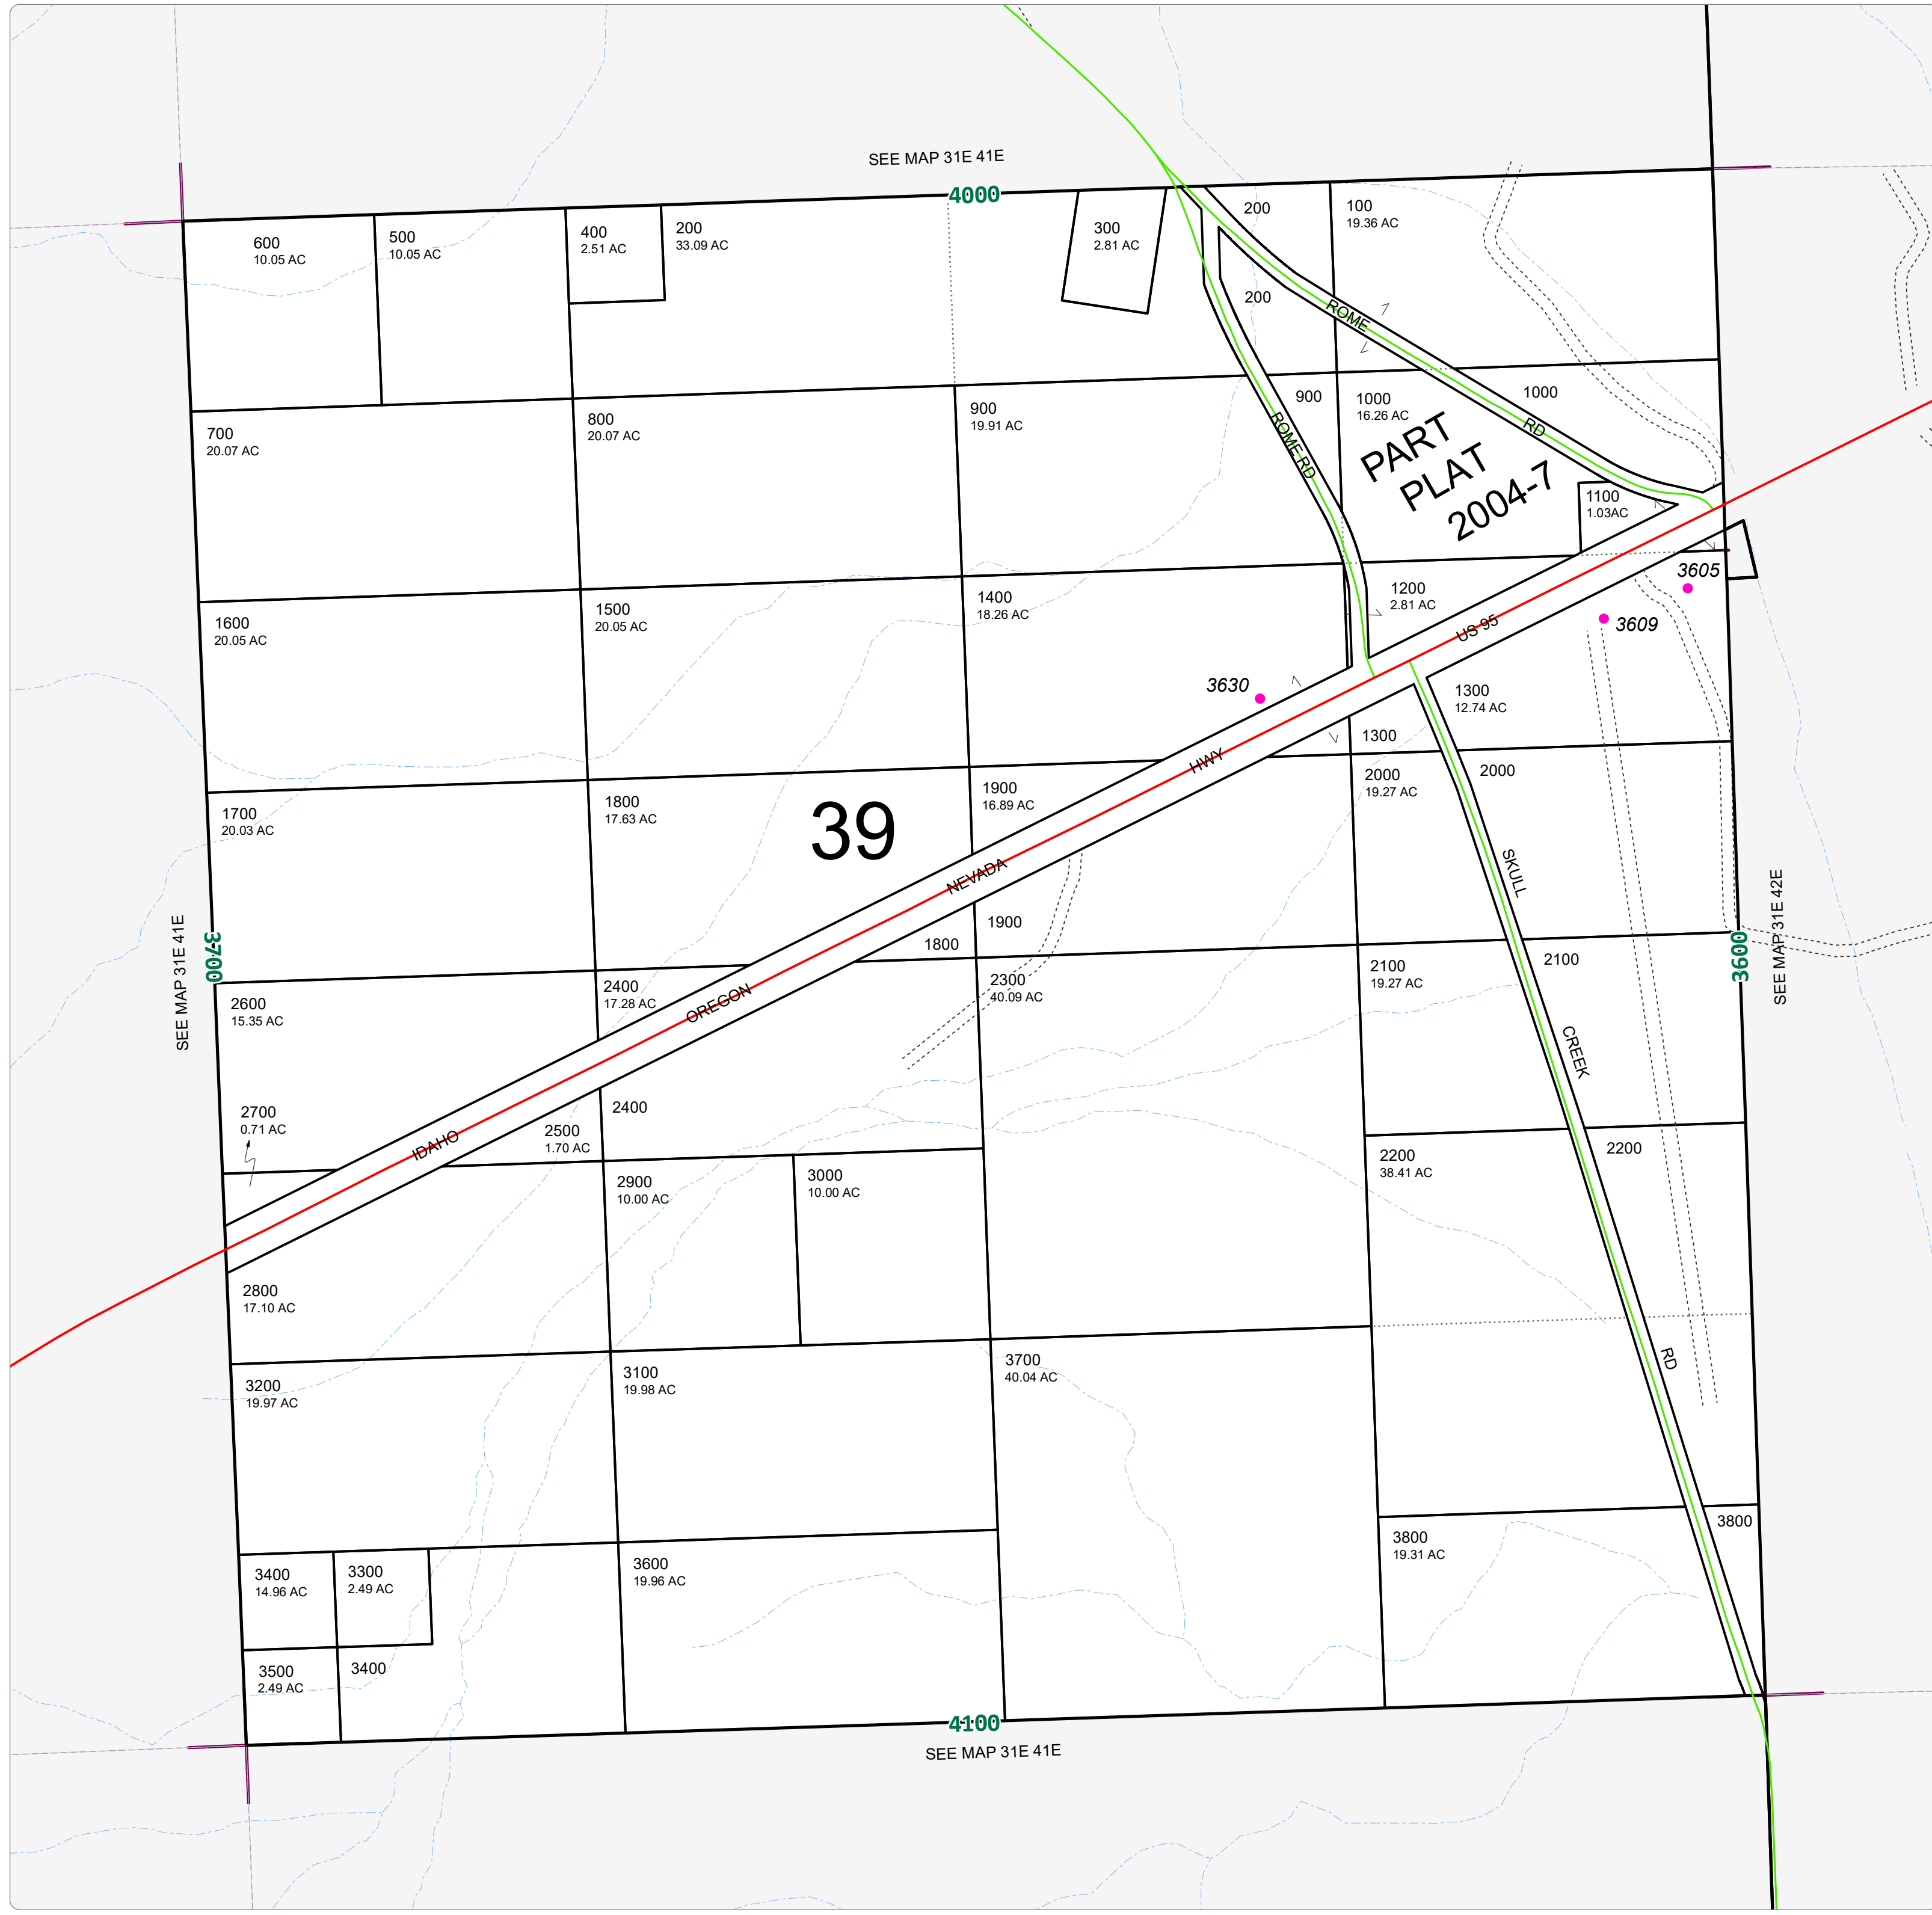 SEE MAP 31E 41E
4000
600
10.05 AC
500
10.05 AC
400
2.51 AC
200
33.09 AC
300
2.81 AC
200
100
19.36 AC
200
ROME
RD
ROME RD
700
20.07 AC
800
20.07 AC
900
19.91 AC
900
1000
16.26 AC
1000
PART
PLAT
2004-7
1100
1.03AC
1600
20.05 AC
1500
20.05 AC
1400
18.26 AC
1200
2.81 AC
3605
3609
3630
US 95
1300
12.74 AC
1300
1700
20.03 AC
1800
17.63 AC
39
1900
16.89 AC
HWY
2000
19.27 AC
2000
NEVADA
SKULL
SEE MAP 31E 41E
3700
1900
1800
3600
SEE MAP 31E 42E
2600
15.35 AC
2400
17.28 AC
OREGON
2300
40.09 AC
2100
19.27 AC
2100
CREEK
2700
0.71 AC
IDAHO
2500
1.70 AC
2400
2900
10.00 AC
3000
10.00 AC
2200
38.41 AC
2200
2800
17.10 AC
RD
3200
19.97 AC
3100
19.98 AC
3700
40.04 AC
3400
14.96 AC
3300
2.49 AC
3600
19.96 AC
3800
19.31 AC
3800
3500
2.49 AC
3400
4100
SEE MAP 31E 41E